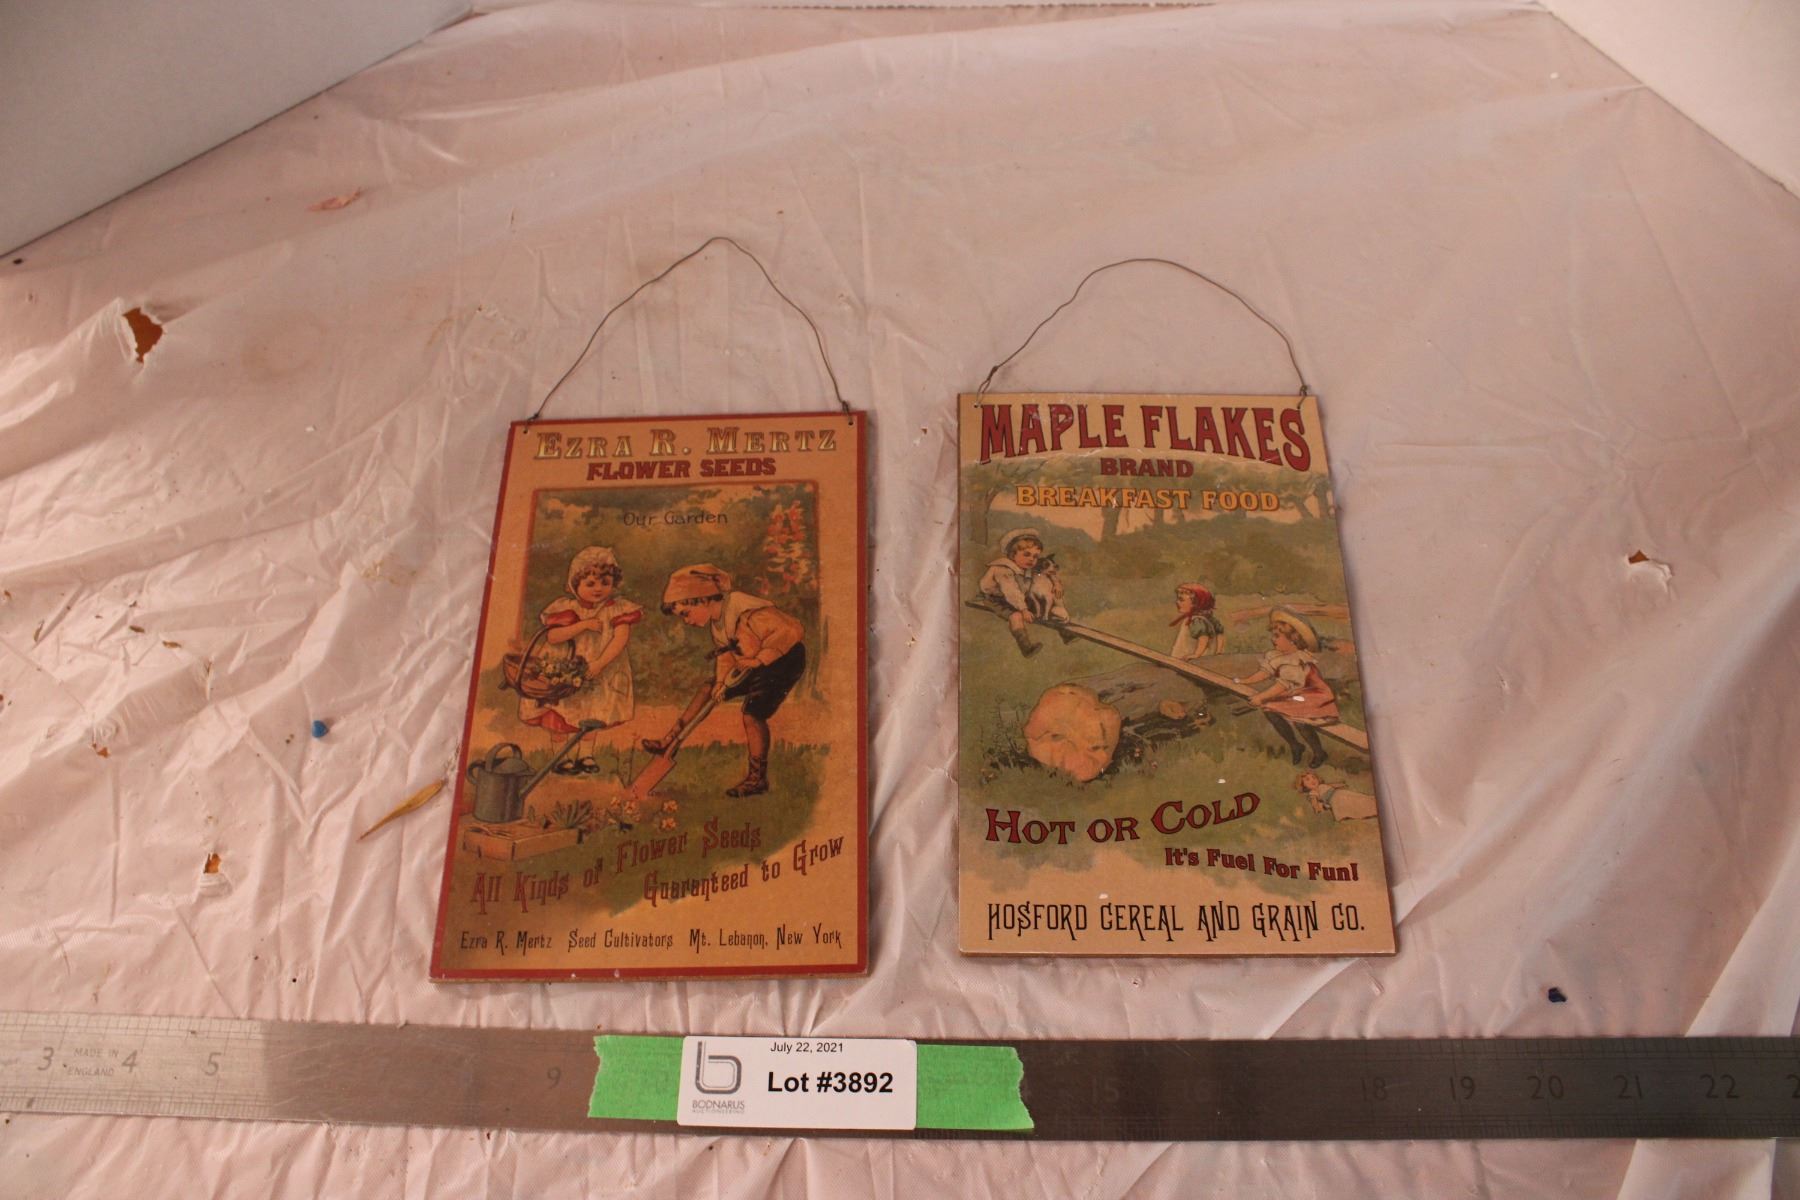 EZRA R. MERTZ
FLOWER SEEDS
Our Garden
All Kinds of Flower Seeds
Guaranteed to Grow
Ezra R. Mertz Seed Cultivators Mt. Lebanon, New York
MAPLE FLAKES
BRAND
BREAKFAST FOOD
HOT OR COLD
It's Fuel For Fun!
HOSFORD CEREAL AND GRAIN CO.
3 MADE IN 4 5 9 15 16 18 19 20 21 22
ENGLAND
July 22, 2021
Lot #3892
b
BODNARUS
AUCTIONEERING